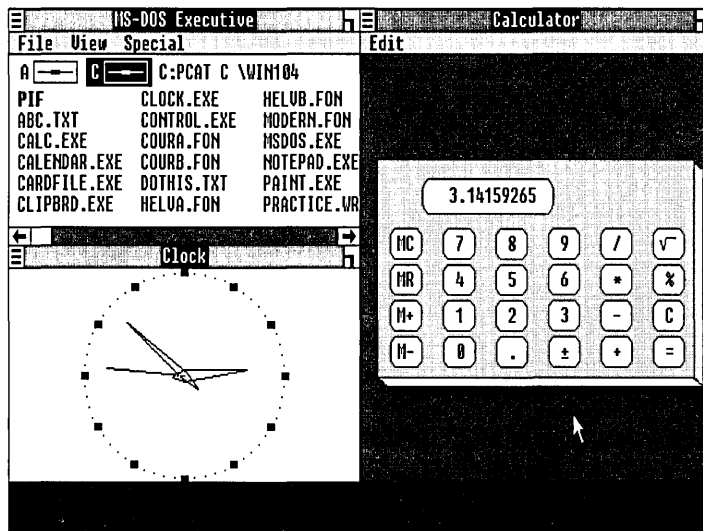 MS-DOS Executive
File View Special
A C C:PCAT C \WIN104
PIF CLOCK.EXE HELVB.FON
ABC.TXT CONTROL.EXE MODERN.FON
CALC.EXE COURA.FON MSDOS.EXE
CALENDAR.EXE COURB.FON NOTEPAD.EXE
CARDFILE.EXE DOTHIS.TXT PAINT.EXE
CLIPBRD.EXE HELVA.FON PRACTICE.WR
Clock
Calculator
Edit
3.14159265
MC 7 8 9 / √
MR 4 5 6 * %
M+ 1 2 3 - C
M- 0 . ± + =